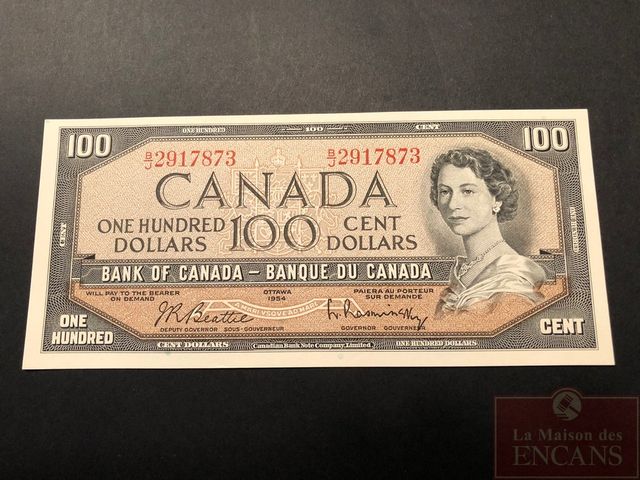 ONE HUNDRED 100 CENT
100 100
B/J 2917873 B/J 2917873
CANADA
ONE HUNDRED 100 CENT
DOLLARS DOLLARS
CENT
BANK OF CANADA – BANQUE DU CANADA
WILL PAY TO THE BEARER OTTAWA PAIERA AU PORTEUR
ON DEMAND 1954 SUR DEMANDE
J.R. Beattie L. Rasminsky
DEPUTY GOVERNOR SOUS-GOUVERNEUR GOVERNOR GOUVERNEUR
ONE CENT
HUNDRED
CENT DOLLARS Canadian Bank Note Company, Limited. ONE HUNDRED DOLLARS
La Maison des
ENCANS